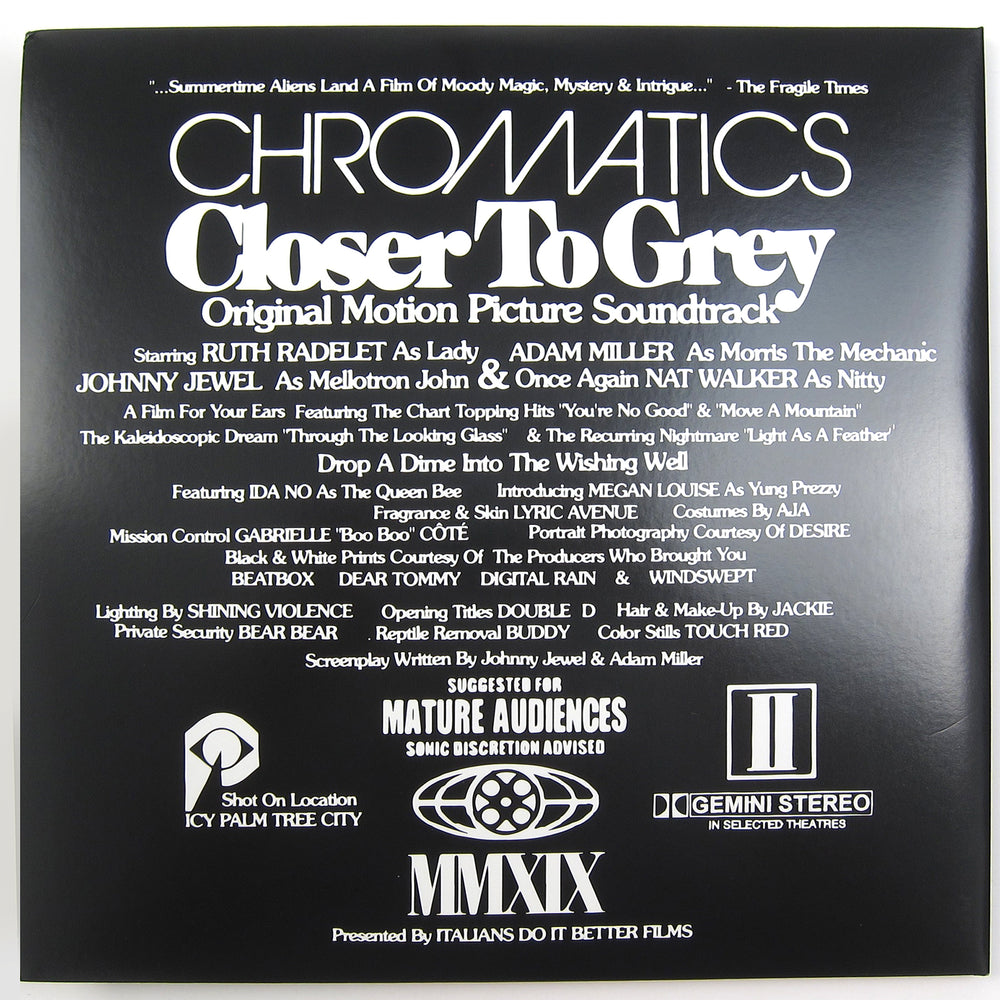 "...Summertime Aliens Land A Film Of Moody Magic, Mystery & Intrigue..." - The Fragile Times
CHROMATICS
Closer To Grey
Original Motion Picture Soundtrack
Starring RUTH RADELET As Lady ADAM MILLER As Morris The Mechanic
JOHNNY JEWEL As Mellotron John & Once Again NAT WALKER As Nitty
A Film For Your Ears Featuring The Chart Topping Hits "You're No Good" & "Move A Mountain"
The Kaleidoscopic Dream "Through The Looking Glass" & The Recurring Nightmare "Light As A Feather"
Drop A Dime Into The Wishing Well
Featuring IDA NO As The Queen Bee Introducing MEGAN LOUISE As Yung Prezzy
Fragrance & Skin LYRIC AVENUE Costumes By AJA
Mission Control GABRIELLE "Boo Boo" CÔTÉ Portrait Photography Courtesy Of DESIRE
Black & White Prints Courtesy Of The Producers Who Brought You
BEATBOX DEAR TOMMY DIGITAL RAIN & WINDSWEPT
Lighting By SHINING VIOLENCE Opening Titles DOUBLE D Hair & Make-Up By JACKIE
Private Security BEAR BEAR Reptile Removal BUDDY Color Stills TOUCH RED
Screenplay Written By Johnny Jewel & Adam Miller
SUGGESTED FOR
MATURE AUDIENCES
SONIC DISCRETION ADVISED
II
Shot On Location
ICY PALM TREE CITY
GEMINI STEREO
IN SELECTED THEATRES
MMXIX
Presented By ITALIANS DO IT BETTER FILMS